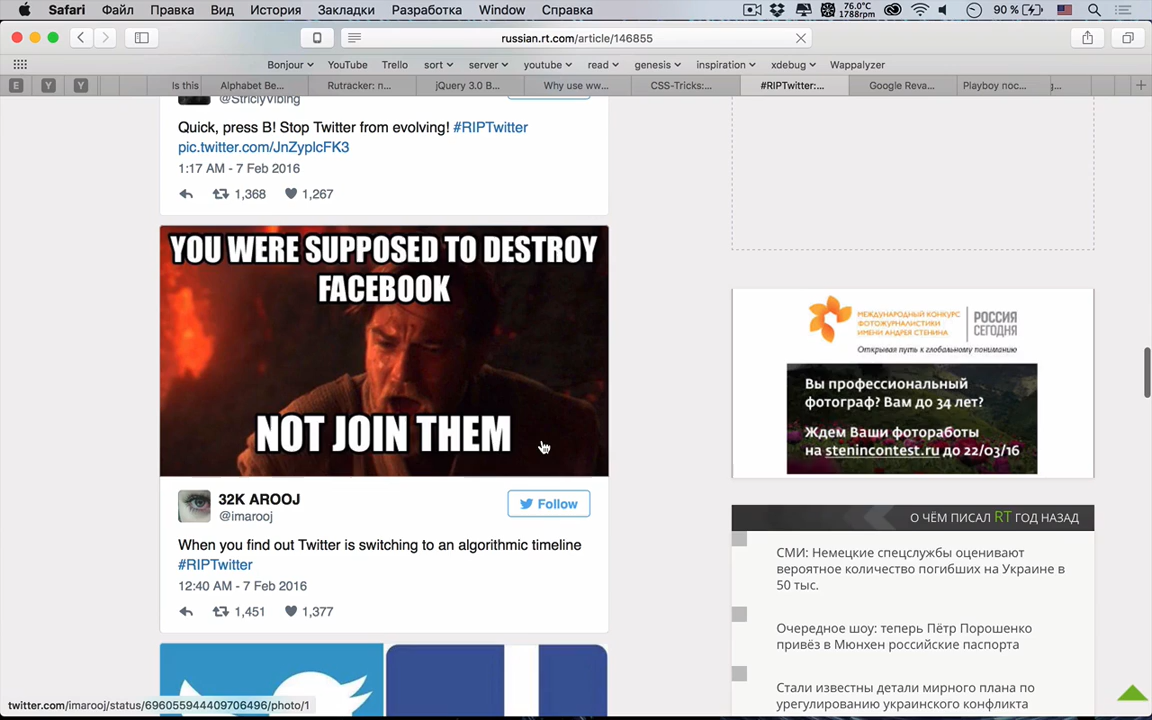 Safari Файл Правка Вид История Закладки Разработка Window Справка
76.0°C
1788rpm
90 %
russian.rt.com/article/146855
Bonjour YouTube Trello sort server youtube read genesis inspiration xdebug Wappalyzer
E Y Y Is this Alphabet Be... Rutracker: n... jQuery 3.0 B... Why use ww... CSS-Tricks:... #RIPTwitter:... Google Reva... Playboy noc...
@StriclyVibing
Quick, press B! Stop Twitter from evolving! #RIPTwitter
pic.twitter.com/JnZyplcFK3
1:17 AM - 7 Feb 2016
1,368 1,267
YOU WERE SUPPOSED TO DESTROY
FACEBOOK
NOT JOIN THEM
32K AROOJ
@imarooj
Follow
When you find out Twitter is switching to an algorithmic timeline
#RIPTwitter
12:40 AM - 7 Feb 2016
1,451 1,377
МЕЖДУНАРОДНЫЙ КОНКУРС
ФОТОЖУРНАЛИСТИКИ
ИМЕНИ АНДРЕЯ СТЕНИНА
РОССИЯ
СЕГОДНЯ
Открывая путь к глобальному пониманию
Вы профессиональный
фотограф? Вам до 34 лет?
Ждем Ваши фотоработы
на stenincontest.ru до 22/03/16
О ЧЁМ ПИСАЛ RT ГОД НАЗАД
СМИ: Немецкие спецслужбы оценивают
вероятное количество погибших на Украине в
50 тыс.
Очередное шоу: теперь Пётр Порошенко
привёз в Мюнхен российские паспорта
Стали известны детали мирного плана по
урегулированию украинского конфликта
twitter.com/imarooj/status/696055944409706496/photo/1